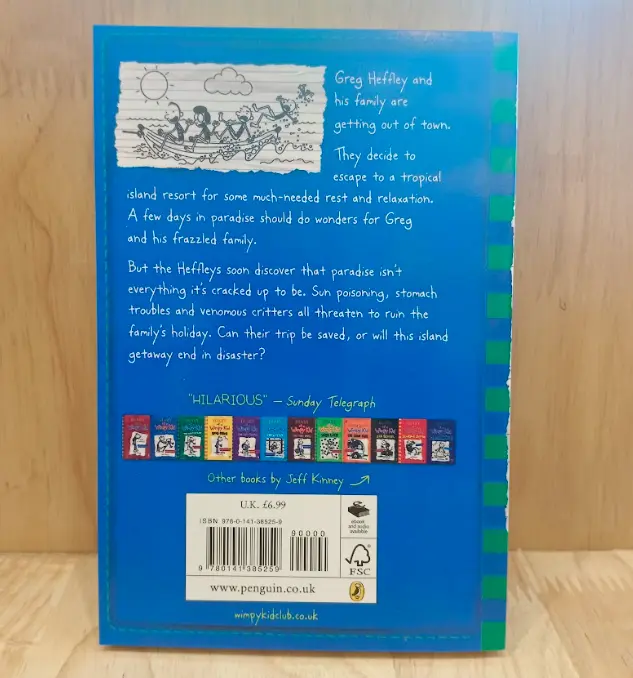 Greg Heffley and
his family are
getting out of town.
They decide to
escape to a tropical
island resort for some much-needed rest and relaxation.
A few days in paradise should do wonders for Greg
and his frazzled family.
But the Heffleys soon discover that paradise isn't
everything it's cracked up to be. Sun poisoning, stomach
troubles and venomous critters all threaten to ruin the
family's holiday. Can their trip be saved, or will this island
getaway end in disaster?
"HILARIOUS" – Sunday Telegraph
Other books by Jeff Kinney
U.K. £6.99
ISBN 978-0-141-38525-9
90000
9 780141 385259
ebook
and audio
available
FSC
www.penguin.co.uk
wimpykidclub.co.uk